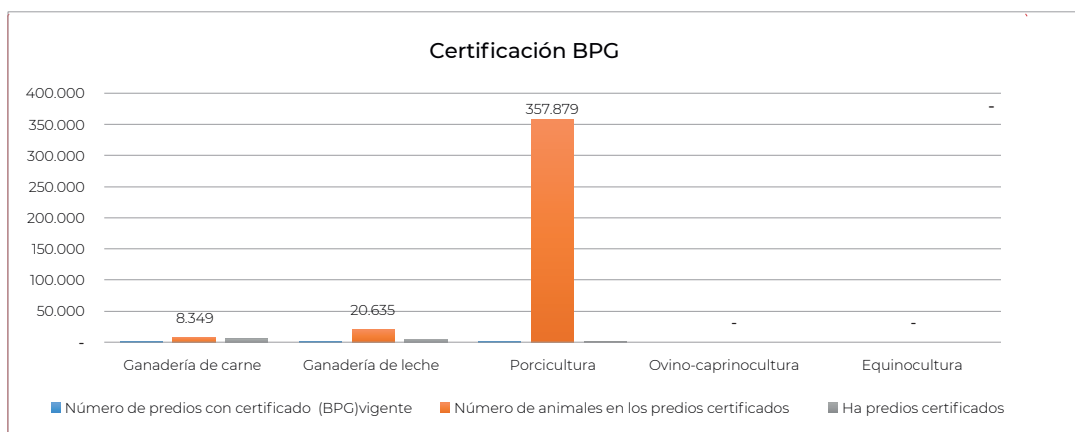 Certificación BPG
400.000
350.000
300.000
250.000
200.000
150.000
100.000
50.000
-
8.349
20.635
357.879
-
-
-
Ganadería de carne
Ganadería de leche
Porcicultura
Ovino-caprinocultura
Equinocultura
Número de predios con certificado (BPG)vigente
Número de animales en los predios certificados
Ha predios certificados